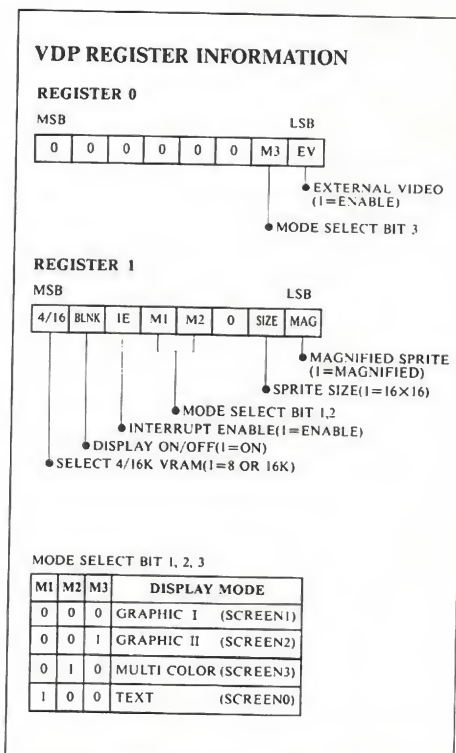 VDP REGISTER INFORMATION
REGISTER 0
MSB LSB
0 0 0 0 0 0 M3 EV
EXTERNAL VIDEO
(1=ENABLE)
MODE SELECT BIT 3
REGISTER 1
MSB LSB
4/16 BLNK IE M1 M2 0 SIZE MAG
MAGNIFIED SPRITE
(1=MAGNIFIED)
SPRITE SIZE(1=16×16)
MODE SELECT BIT 1,2
INTERRUPT ENABLE(1=ENABLE)
DISPLAY ON/OFF(1=ON)
SELECT 4/16K VRAM(1=8 OR 16K)
MODE SELECT BIT 1, 2, 3
M1 M2 M3 DISPLAY MODE
0 0 0 GRAPHIC I (SCREEN1)
0 0 1 GRAPHIC II (SCREEN2)
0 1 0 MULTI COLOR (SCREEN3)
1 0 0 TEXT (SCREEN0)